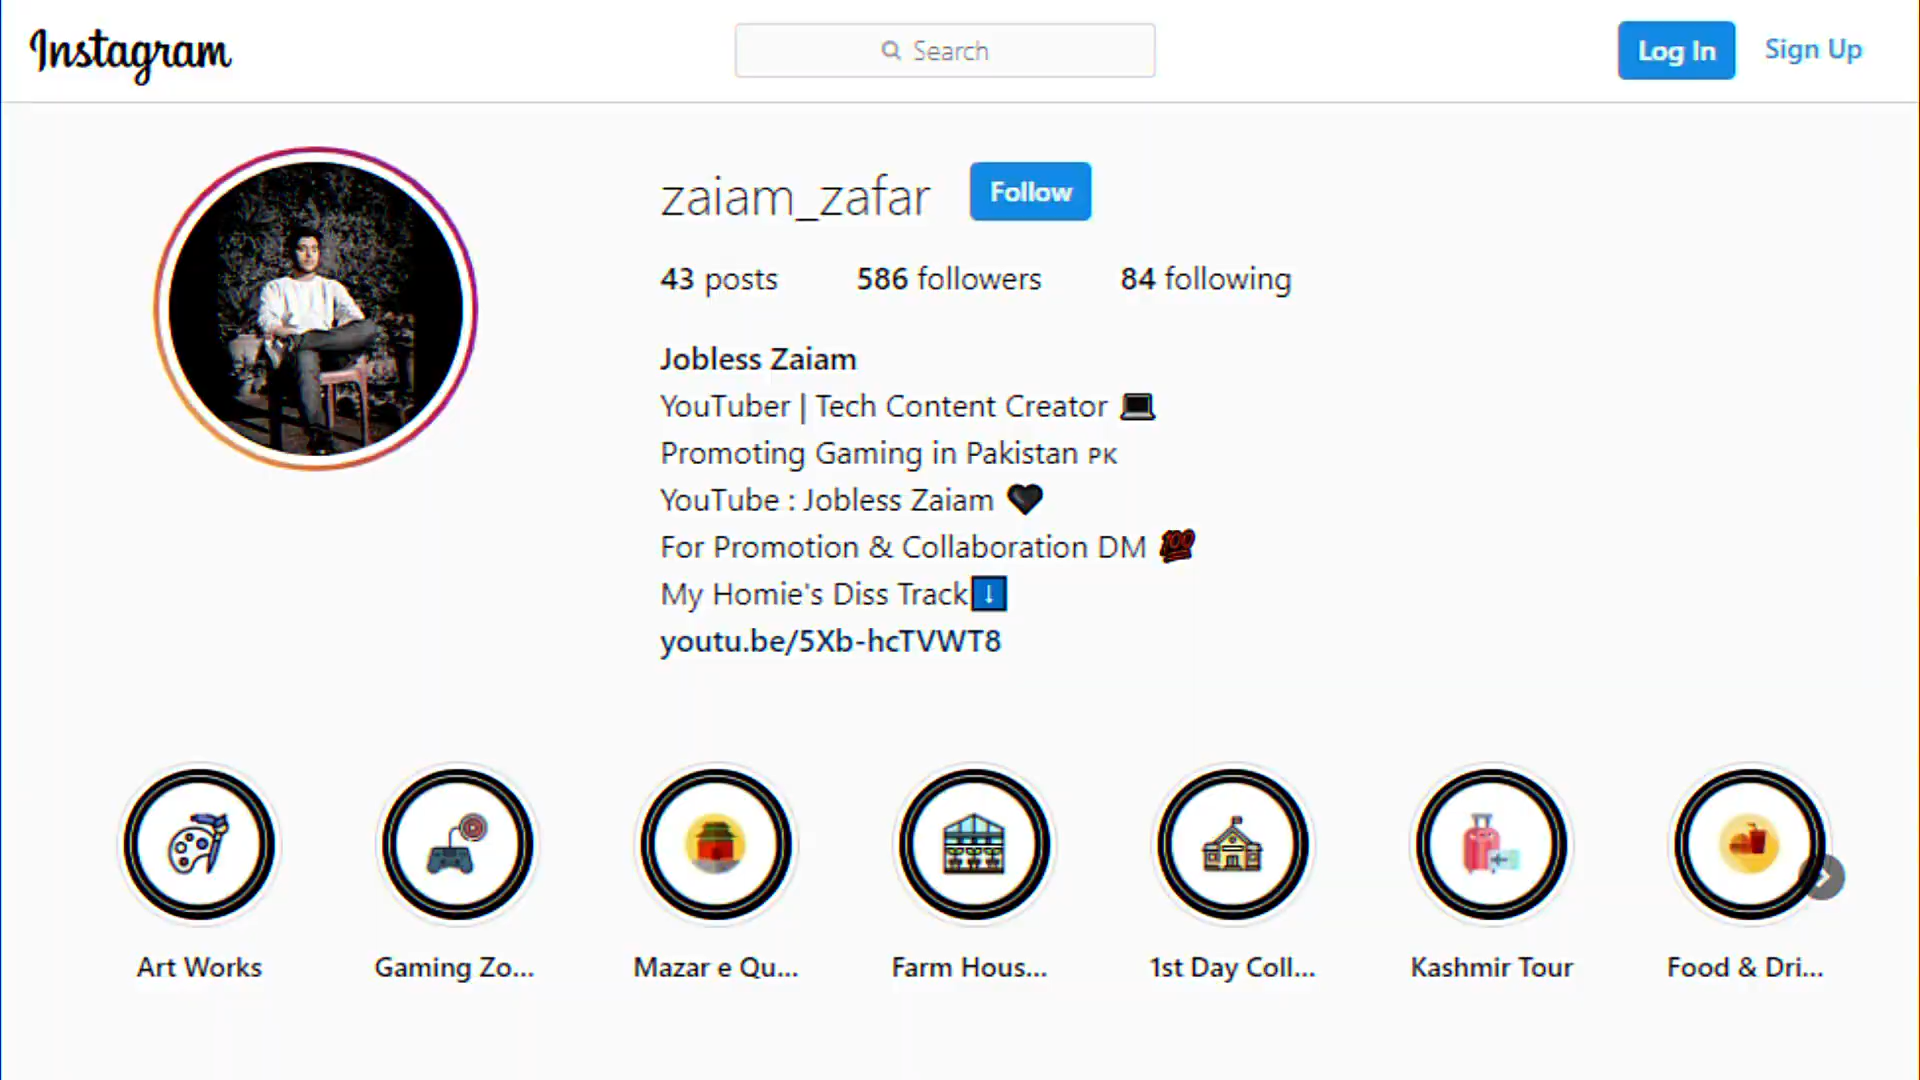 Instagram
Search
Log In
Sign Up
zaiam_zafar
Follow
43 posts 586 followers 84 following
Jobless Zaiam
YouTuber | Tech Content Creator 💻
Promoting Gaming in Pakistan PK
YouTube : Jobless Zaiam 🖤
For Promotion & Collaboration DM 💯
My Homie's Diss Track⬇️
youtu.be/5Xb-hcTVWT8
Art Works
Gaming Zo...
Mazar e Qu...
Farm Hous...
1st Day Coll...
Kashmir Tour
Food & Dri...